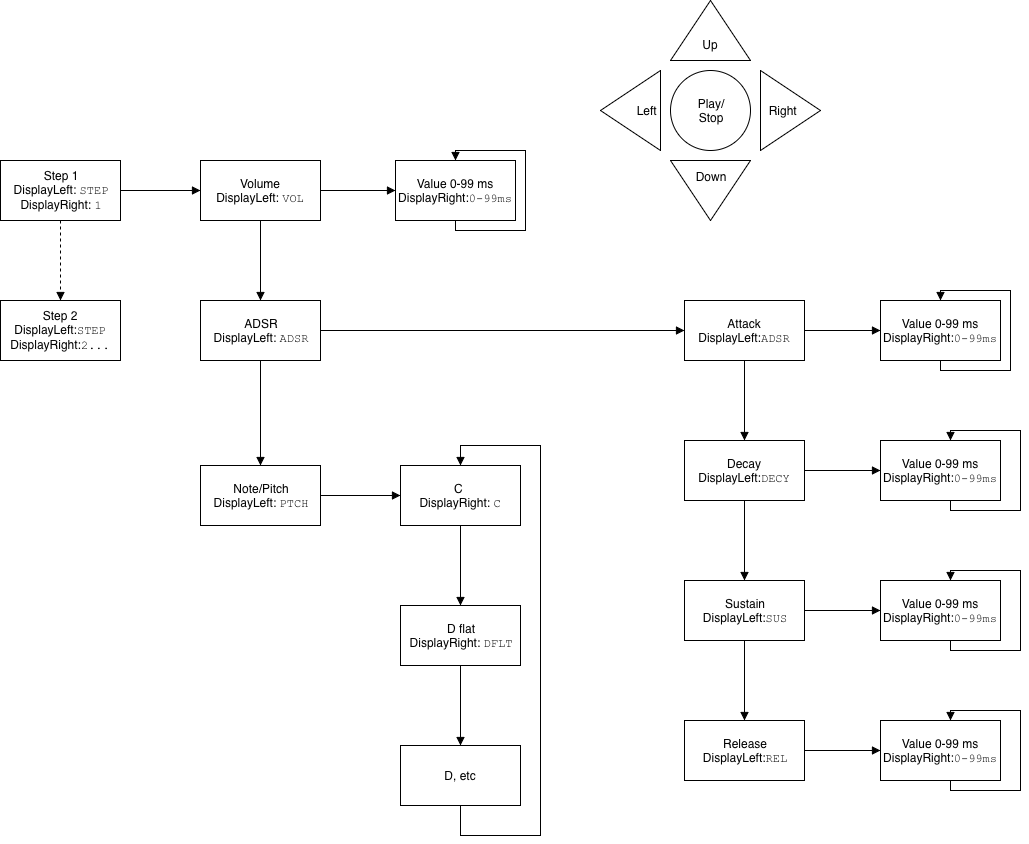 Up
Left
Play/
Stop
Right
Down
Step 1
DisplayLeft: STEP
DisplayRight: 1
Volume
DisplayLeft: VOL
Value 0-99 ms
DisplayRight:0-99ms
Step 2
DisplayLeft:STEP
DisplayRight:2...
ADSR
DisplayLeft: ADSR
Attack
DisplayLeft:ADSR
Value 0-99 ms
DisplayRight:0-99ms
Note/Pitch
DisplayLeft: PTCH
C
DisplayRight: C
Decay
DisplayLeft:DECY
Value 0-99 ms
DisplayRight:0-99ms
D flat
DisplayRight: DFLT
Sustain
DisplayLeft:SUS
Value 0-99 ms
DisplayRight:0-99ms
D, etc
Release
DisplayLeft:REL
Value 0-99 ms
DisplayRight:0-99ms